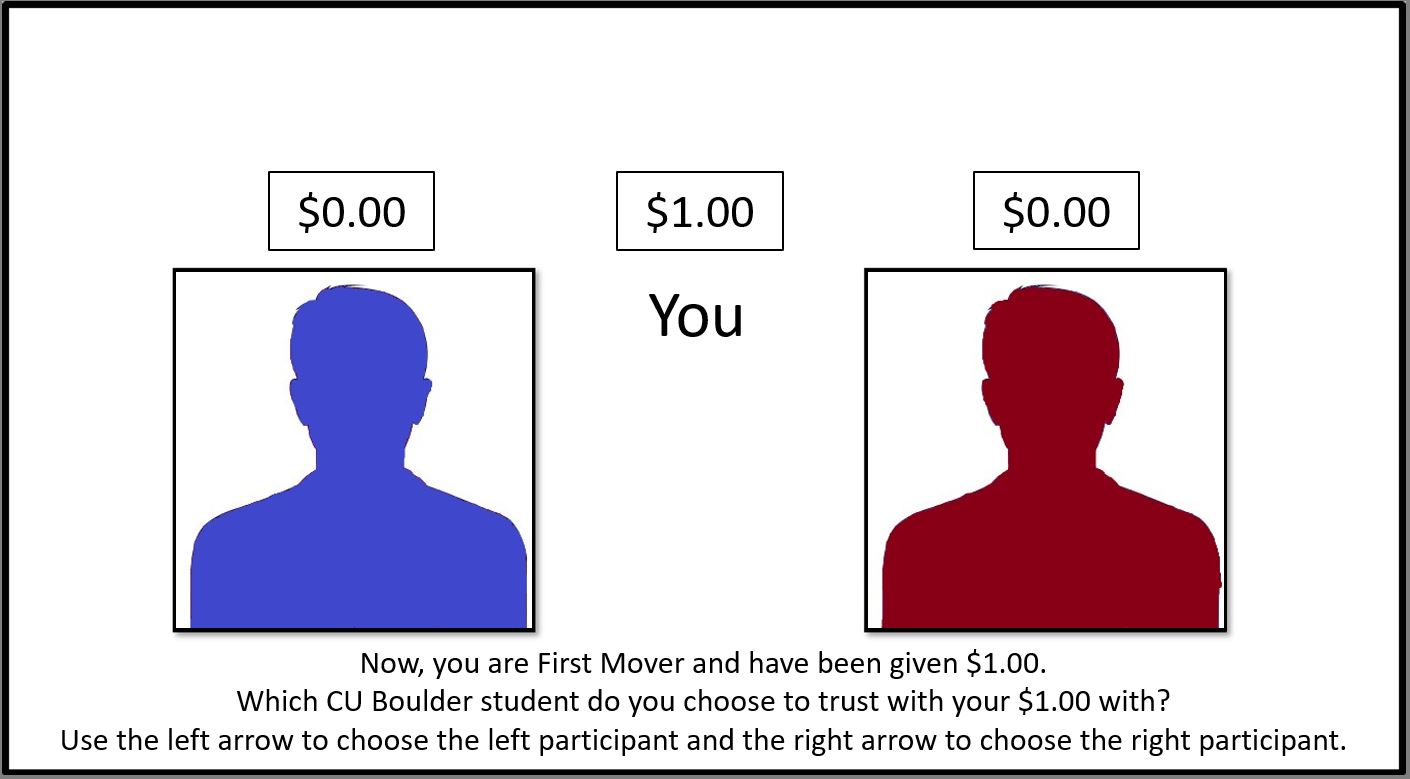 $0.00 $1.00 $0.00
You
Now, you are First Mover and have been given $1.00.
Which CU Boulder student do you choose to trust with your $1.00 with?
Use the left arrow to choose the left participant and the right arrow to choose the right participant.